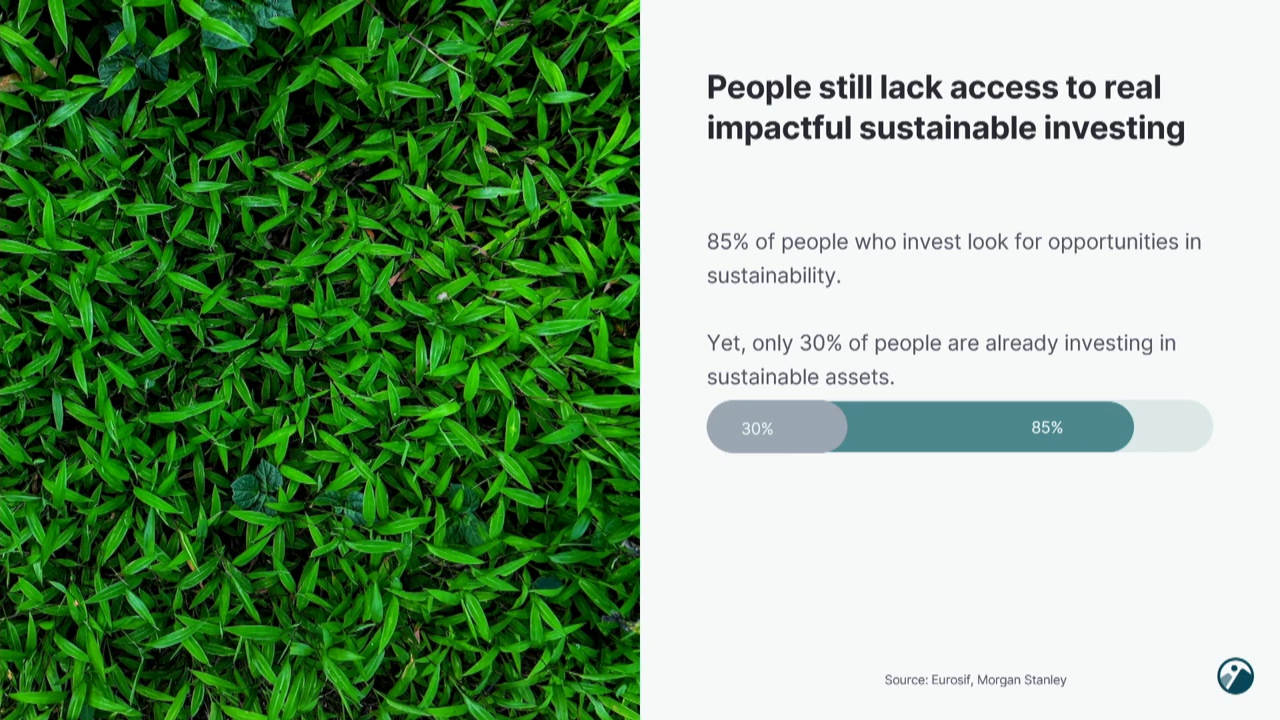 People still lack access to real
impactful sustainable investing
85% of people who invest look for opportunities in
sustainability.
Yet, only 30% of people are already investing in
sustainable assets.
30% 85%
Source: Eurosif, Morgan Stanley